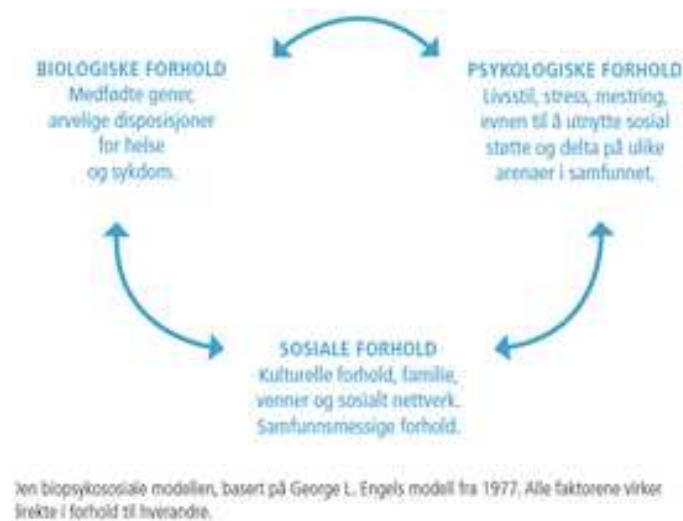 BIOLOGISKE FORHOLD
Medfødte gener,
arvelige disposisjoner
for helse
og sykdom.
PSYKOLOGISKE FORHOLD
Livsstil, stress, mestring,
evnen til å utnytte sosial
støtte og delta på ulike
arenaer i samfunnet.
SOSIALE FORHOLD
Kulturelle forhold, familie,
venner og sosialt nettverk.
Samfunnsmessige forhold.
en biopsykososiale modellen, basert på George L. Engels modell fra 1977. Alle faktorene virker
irekte i forhold til hverandre.